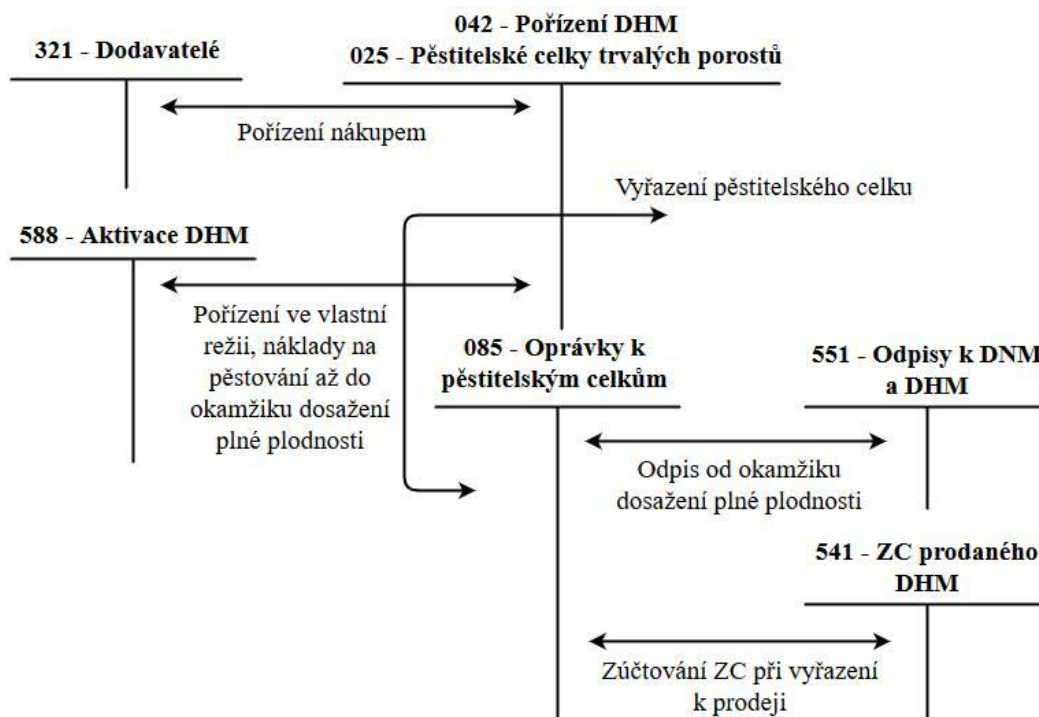 042 - Pořízení DHM
321 - Dodavatelé
025 - Pěstitelské celky trvalých porostů
Pořízení nákupem
Vyřazení pěstitelského celku
588 - Aktivace DHM
Pořízení ve vlastní
režii, náklady na
pěstování až do
okamžiku dosažení
plné plodnosti
085 - Oprávky k
pěstitelským celkům
551 - Odpisy k DNM
a DHM
Odpis od okamžiku
dosažení plné plodnosti
541 - ZC prodaného
DHM
Zúčtování ZC při vyřazení
k prodeji